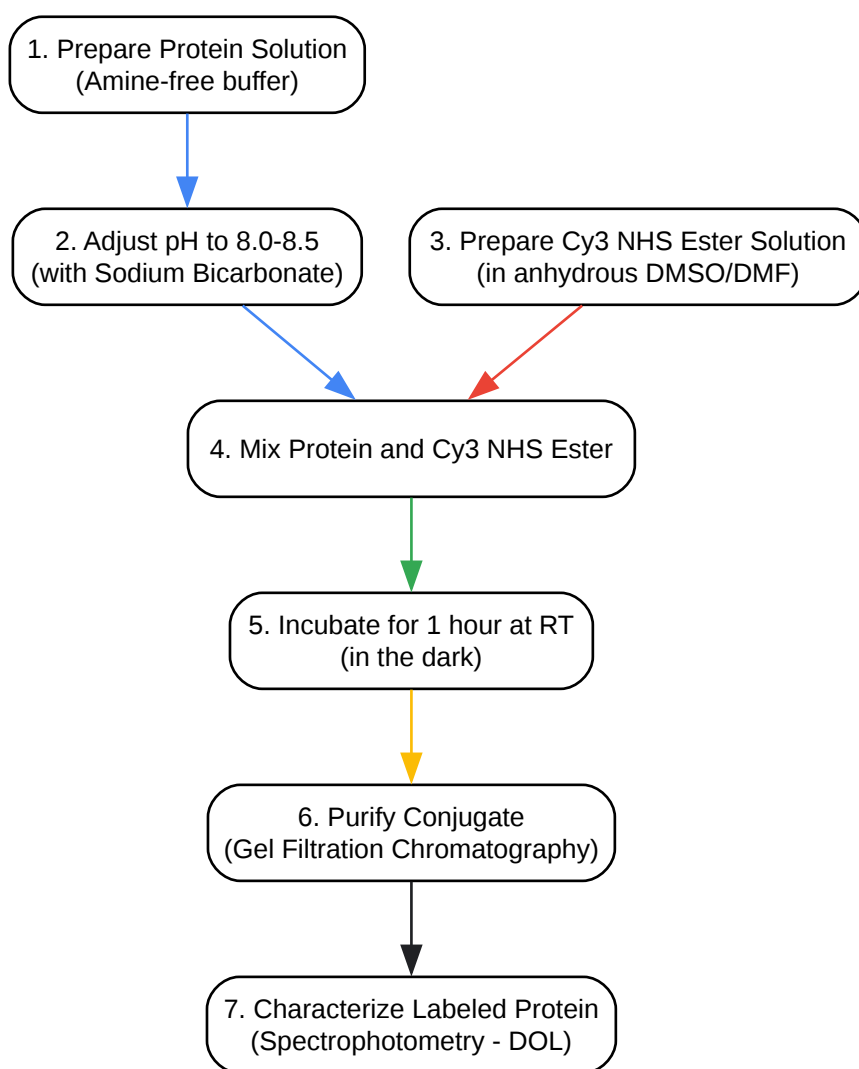 1. Prepare Protein Solution
(Amine-free buffer)
2. Adjust pH to 8.0-8.5
(with Sodium Bicarbonate)
3. Prepare Cy3 NHS Ester Solution
(in anhydrous DMSO/DMF)
4. Mix Protein and Cy3 NHS Ester
5. Incubate for 1 hour at RT
(in the dark)
6. Purify Conjugate
(Gel Filtration Chromatography)
7. Characterize Labeled Protein
(Spectrophotometry - DOL)